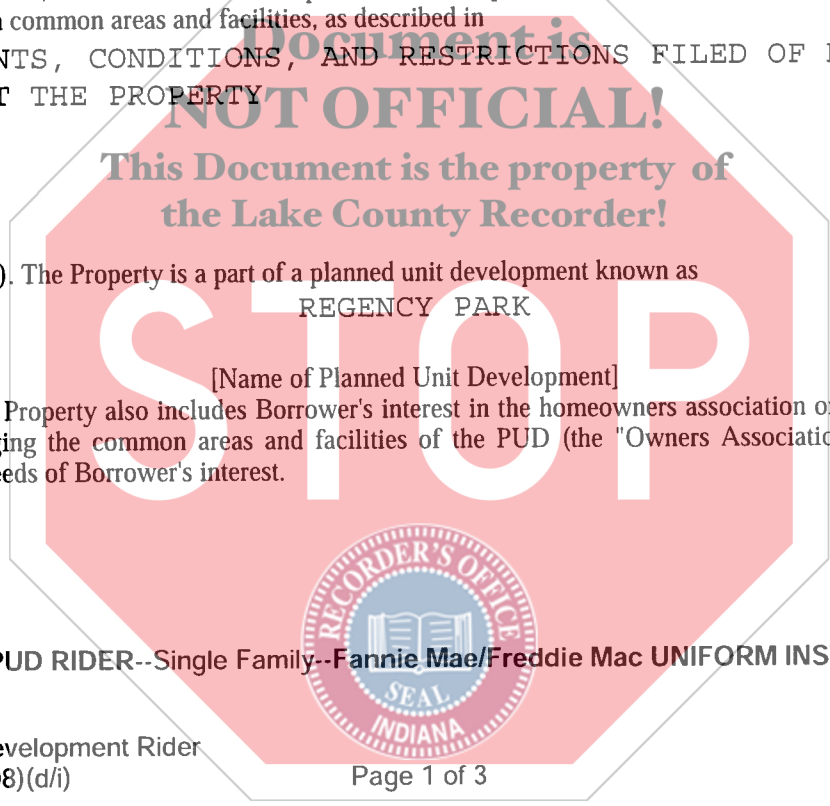 common areas and facilities, as described in
Document is
NTS, CONDITIONS, AND RESTRICTIONS FILED OF
T THE PROPERTY
NOT OFFICIAL!
This Document is the property of
the Lake County Recorder!
). The Property is a part of a planned unit development known as
REGENCY PARK
STOP
[Name of Planned Unit Development]
Property also includes Borrower's interest in the homeowners association or
ing the common areas and facilities of the PUD (the "Owners Associatio
eds of Borrower's interest.
RECORDER'S OFFICE
SEAL
INDIANA
PUD RIDER--Single Family--Fannie Mae/Freddie Mac UNIFORM INS
evelopment Rider
8)(d/i)
Page 1 of 3